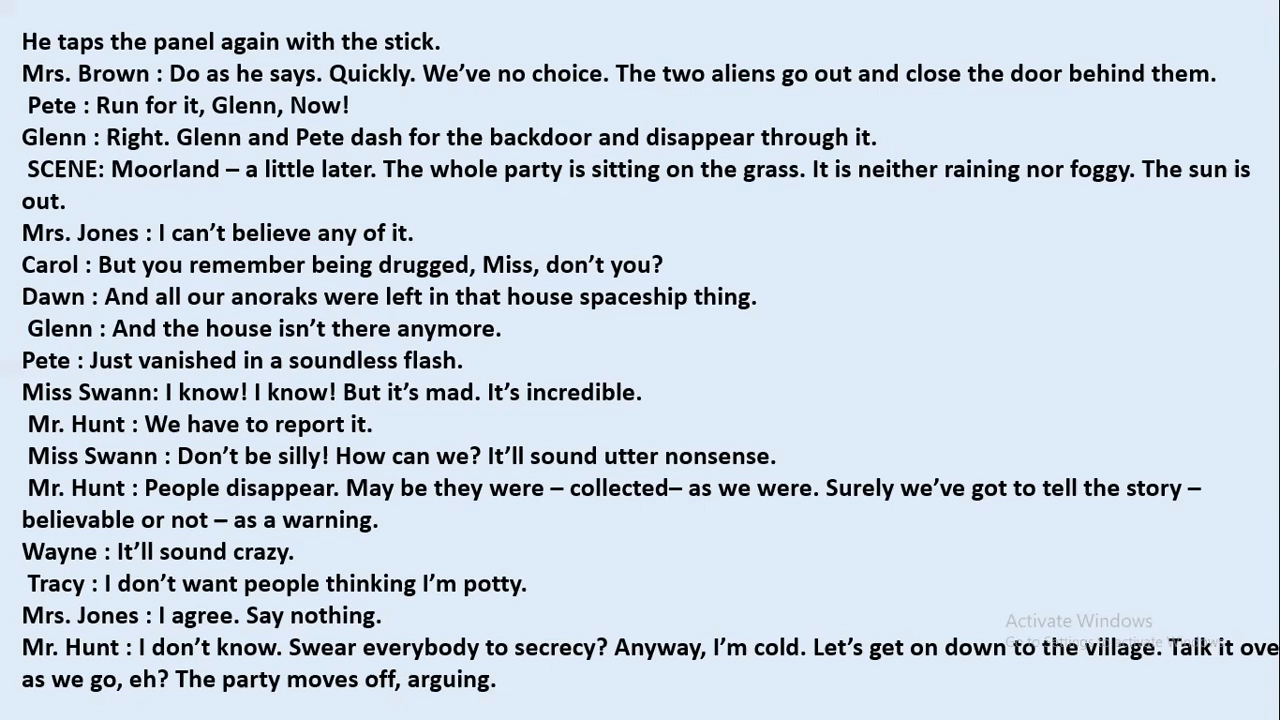 He taps the panel again with the stick.
Mrs. Brown : Do as he says. Quickly. We’ve no choice. The two aliens go out and close the door behind them.
Pete : Run for it, Glenn, Now!
Glenn : Right. Glenn and Pete dash for the backdoor and disappear through it.
SCENE: Moorland – a little later. The whole party is sitting on the grass. It is neither raining nor foggy. The sun is
out.
Mrs. Jones : I can’t believe any of it.
Carol : But you remember being drugged, Miss, don’t you?
Dawn : And all our anoraks were left in that house spaceship thing.
Glenn : And the house isn’t there anymore.
Pete : Just vanished in a soundless flash.
Miss Swann: I know! I know! But it’s mad. It’s incredible.
Mr. Hunt : We have to report it.
Miss Swann : Don’t be silly! How can we? It’ll sound utter nonsense.
Mr. Hunt : People disappear. May be they were – collected– as we were. Surely we’ve got to tell the story –
believable or not – as a warning.
Wayne : It’ll sound crazy.
Tracy : I don’t want people thinking I’m potty.
Mrs. Jones : I agree. Say nothing.
Activate Windows
Go to Settings to activate Windows.
Mr. Hunt : I don’t know. Swear everybody to secrecy? Anyway, I’m cold. Let’s get on down to the village. Talk it ove
as we go, eh? The party moves off, arguing.